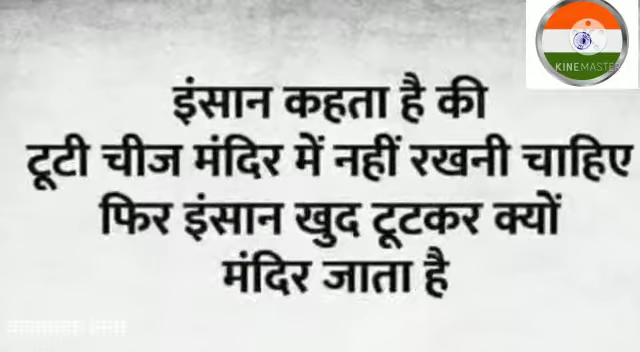 KINEMASTER
इंसान कहता है की
टूटी चीज मंदिर में नहीं रखनी चाहिए
फिर इंसान खुद टूटकर क्यों
मंदिर जाता है